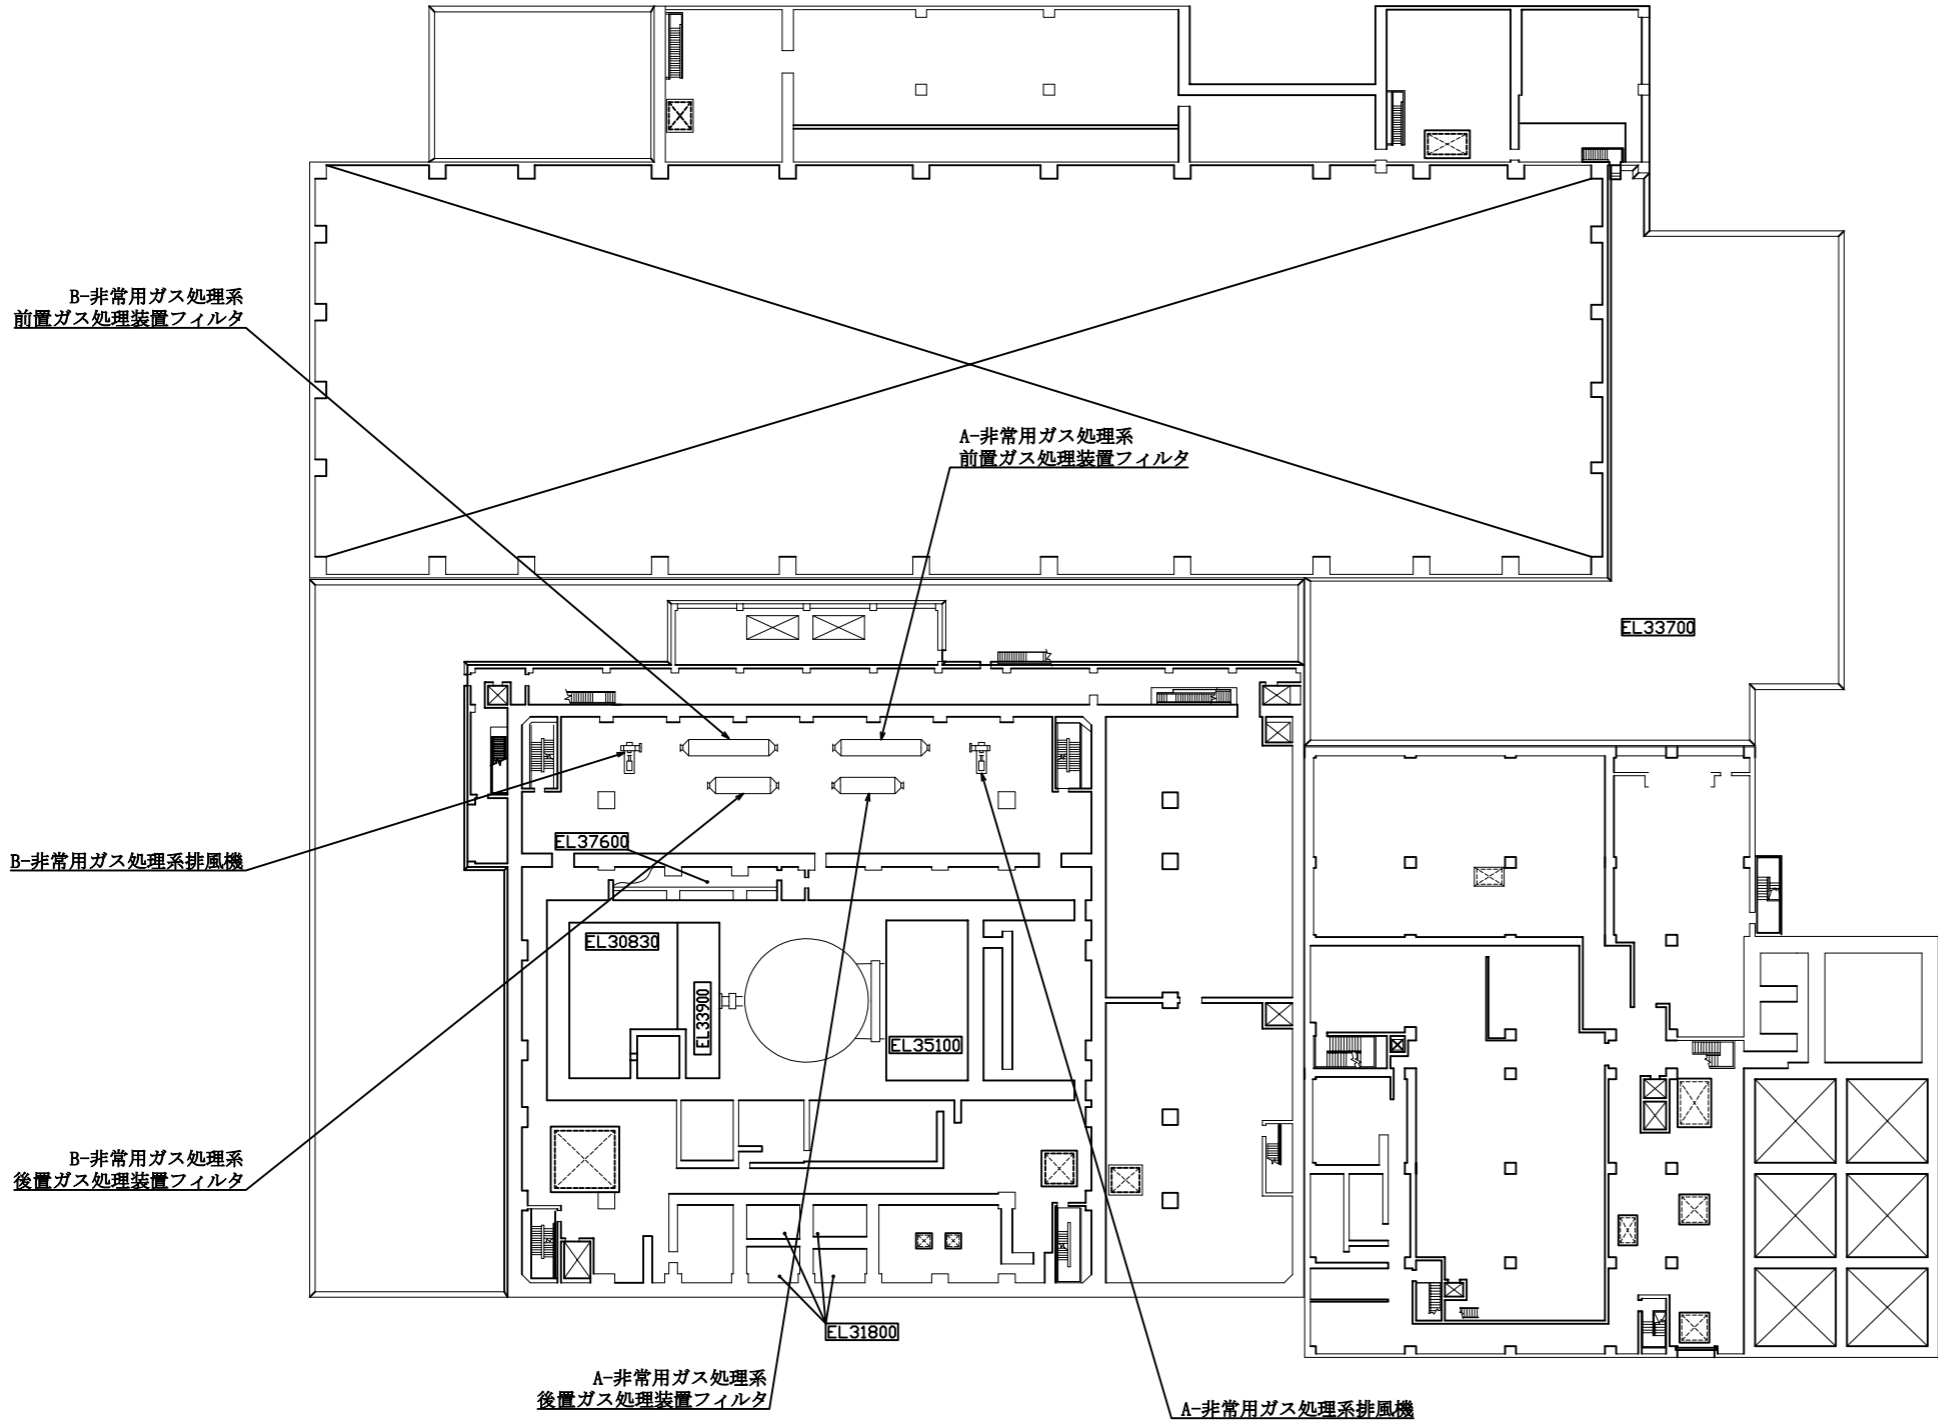 B-非常用ガス処理系
前置ガス処理装置フィルタ
A-非常用ガス処理系
前置ガス処理装置フィルタ
EL33700
B-非常用ガス処理系排風機
EL37600
EL30830
EL33900
EL35100
B-非常用ガス処理系
後置ガス処理装置フィルタ
EL31800
A-非常用ガス処理系
後置ガス処理装置フィルタ
A-非常用ガス処理系排風機